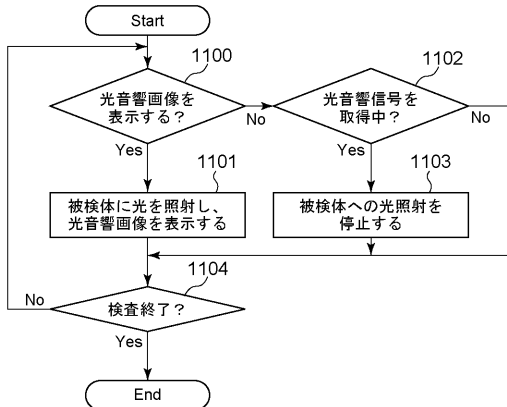 Start
1100
光音響画像を
表示する？
No
Yes
1102
光音響信号を
取得中？
No
Yes
1101
被検体に光を照射し、
光音響画像を表示する
1103
被検体への光照射を
停止する
1104
検査終了？
No
Yes
End